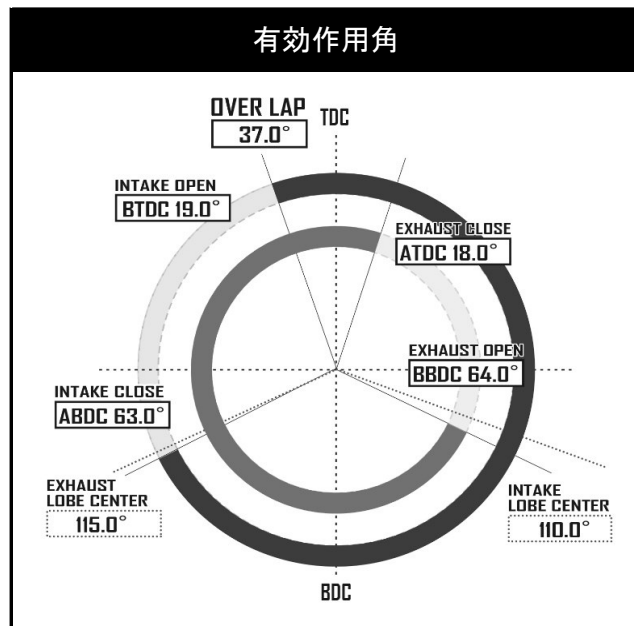 有効作用角
OVER LAP
37.0°
TDC
INTAKE OPEN
BTDC 19.0°
EXHAUST CLOSE
ATDC 18.0°
EXHAUST OPEN
BBDC 64.0°
INTAKE CLOSE
ABDC 63.0°
EXHAUST
LOBE CENTER
115.0°
INTAKE
LOBE CENTER
110.0°
BDC